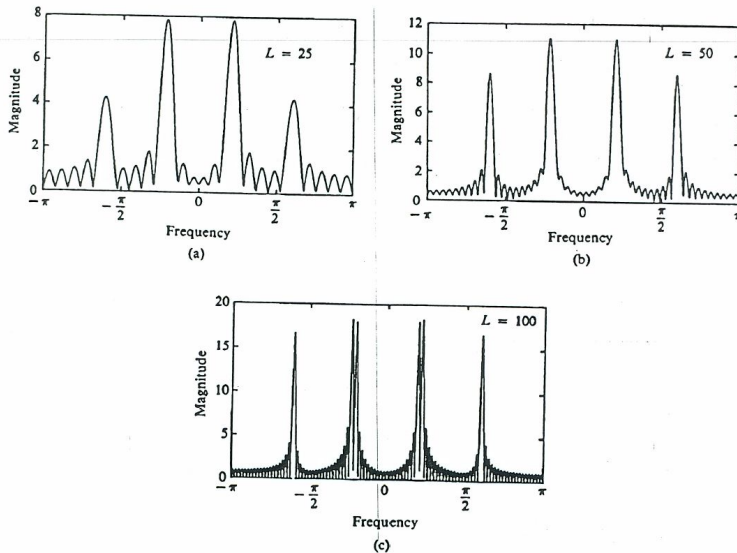 8
6
4
2
0
Magnitude
L = 25
−π
−π/2
0
π/2
π
Frequency
(a)
12
10
8
6
4
2
0
Magnitude
L = 50
−π
−π/2
0
π/2
π
Frequency
(b)
20
15
10
5
0
Magnitude
L = 100
−π
−π/2
0
π/2
π
Frequency
(c)